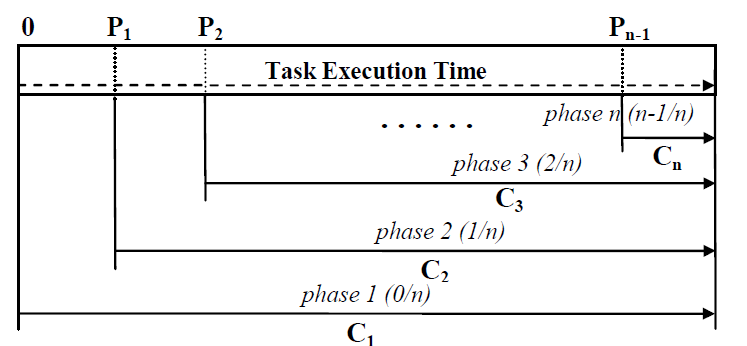 0 P1 P2 Pn-1
Task Execution Time
phase n (n-1/n)
......
Cn
phase 3 (2/n)
C3
phase 2 (1/n)
C2
phase 1 (0/n)
C1